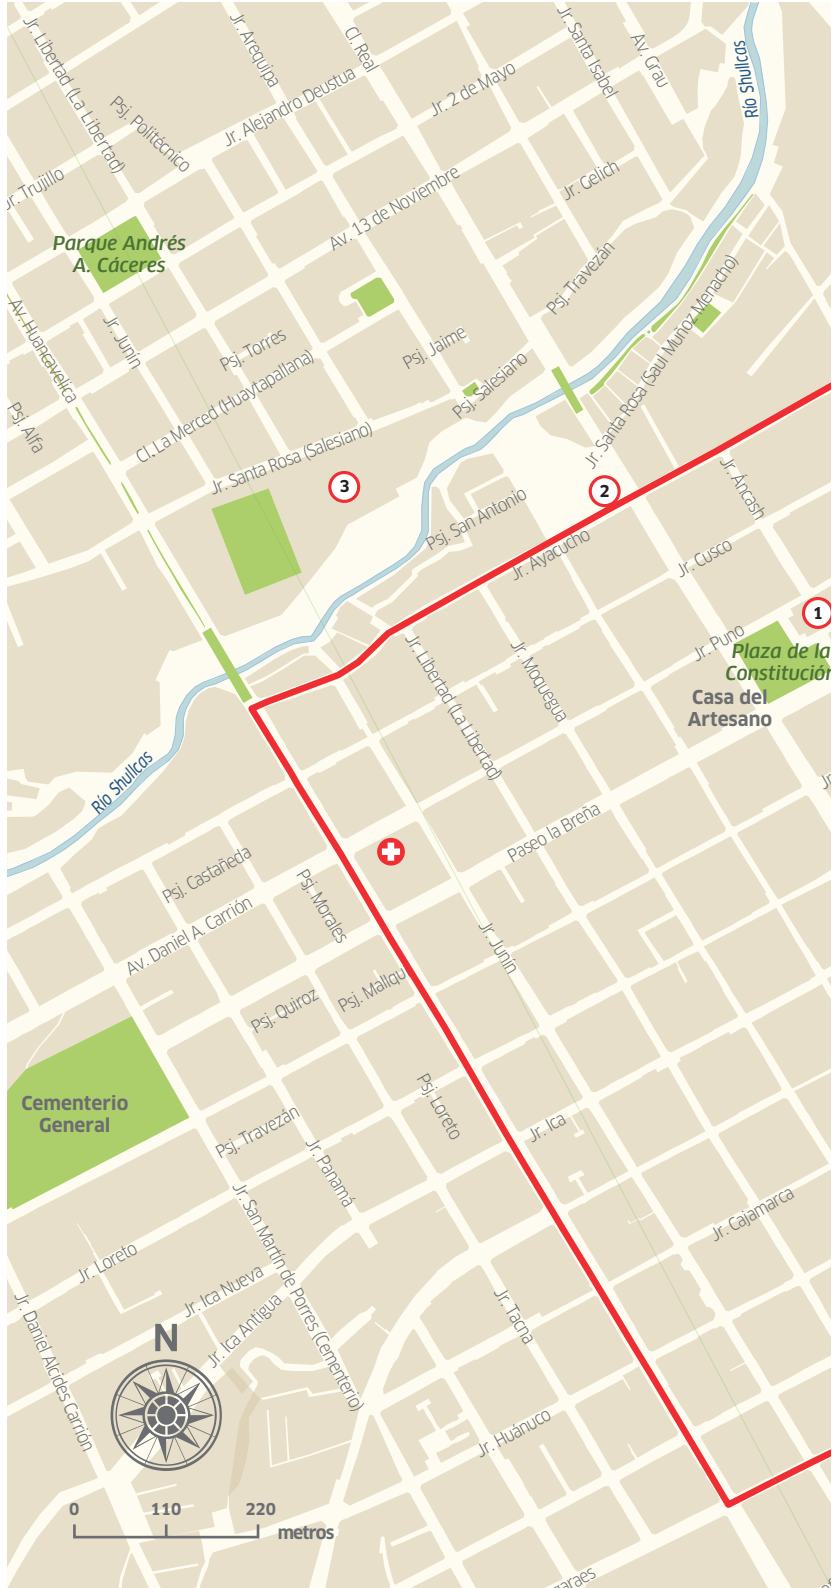 Jr. Libertad (La Libertad)
Jr. Arequipa
Cl. Real
Jr. Santa Isabel
Av. Grau
Río Shullcas
Psj. Politécnico
Jr. Alejandro Deustua
Jr. 2 de Mayo
Jr. Trujillo
Jr. Gelich
Av. 13 de Noviembre
Parque Andrés
A. Cáceres
Psj. Travezán
Jr. Santa Rosa (Saul Muñoz Menacho)
Av. Huancavelica
Jr. Junín
Psj. Torres
Psj. Jaime
Psj. Salesiano
Cl. La Merced (Huaytapallana)
Psj. Alfa
Jr. Santa Rosa (Salesiano)
3
2
Jr. Áncash
Psj. San Antonio
Jr. Ayacucho
Jr. Cusco
1
Jr. Puno
Plaza de la
Constitución
Jr. Libertad (La Libertad)
Jr. Moquegua
Casa del
Artesano
Río Shullcas
Paseo la Breña
Psj. Castañeda
Psj. Morales
Av. Daniel A. Carrión
Jr. Junín
Psj. Quiroz
Psj. Mallqu
Cementerio
General
Psj. Loreto
Psj. Travezán
Jr. Panamá
Jr. Ica
Jr. San Martín de Porres (Cementerio)
Jr. Cajamarca
Jr. Loreto
Jr. Ica Nueva
Jr. Ica Antigua
Jr. Daniel Alcides Carrión
Jr. Tacna
N
Jr. Huánuco
0 110 220
metros